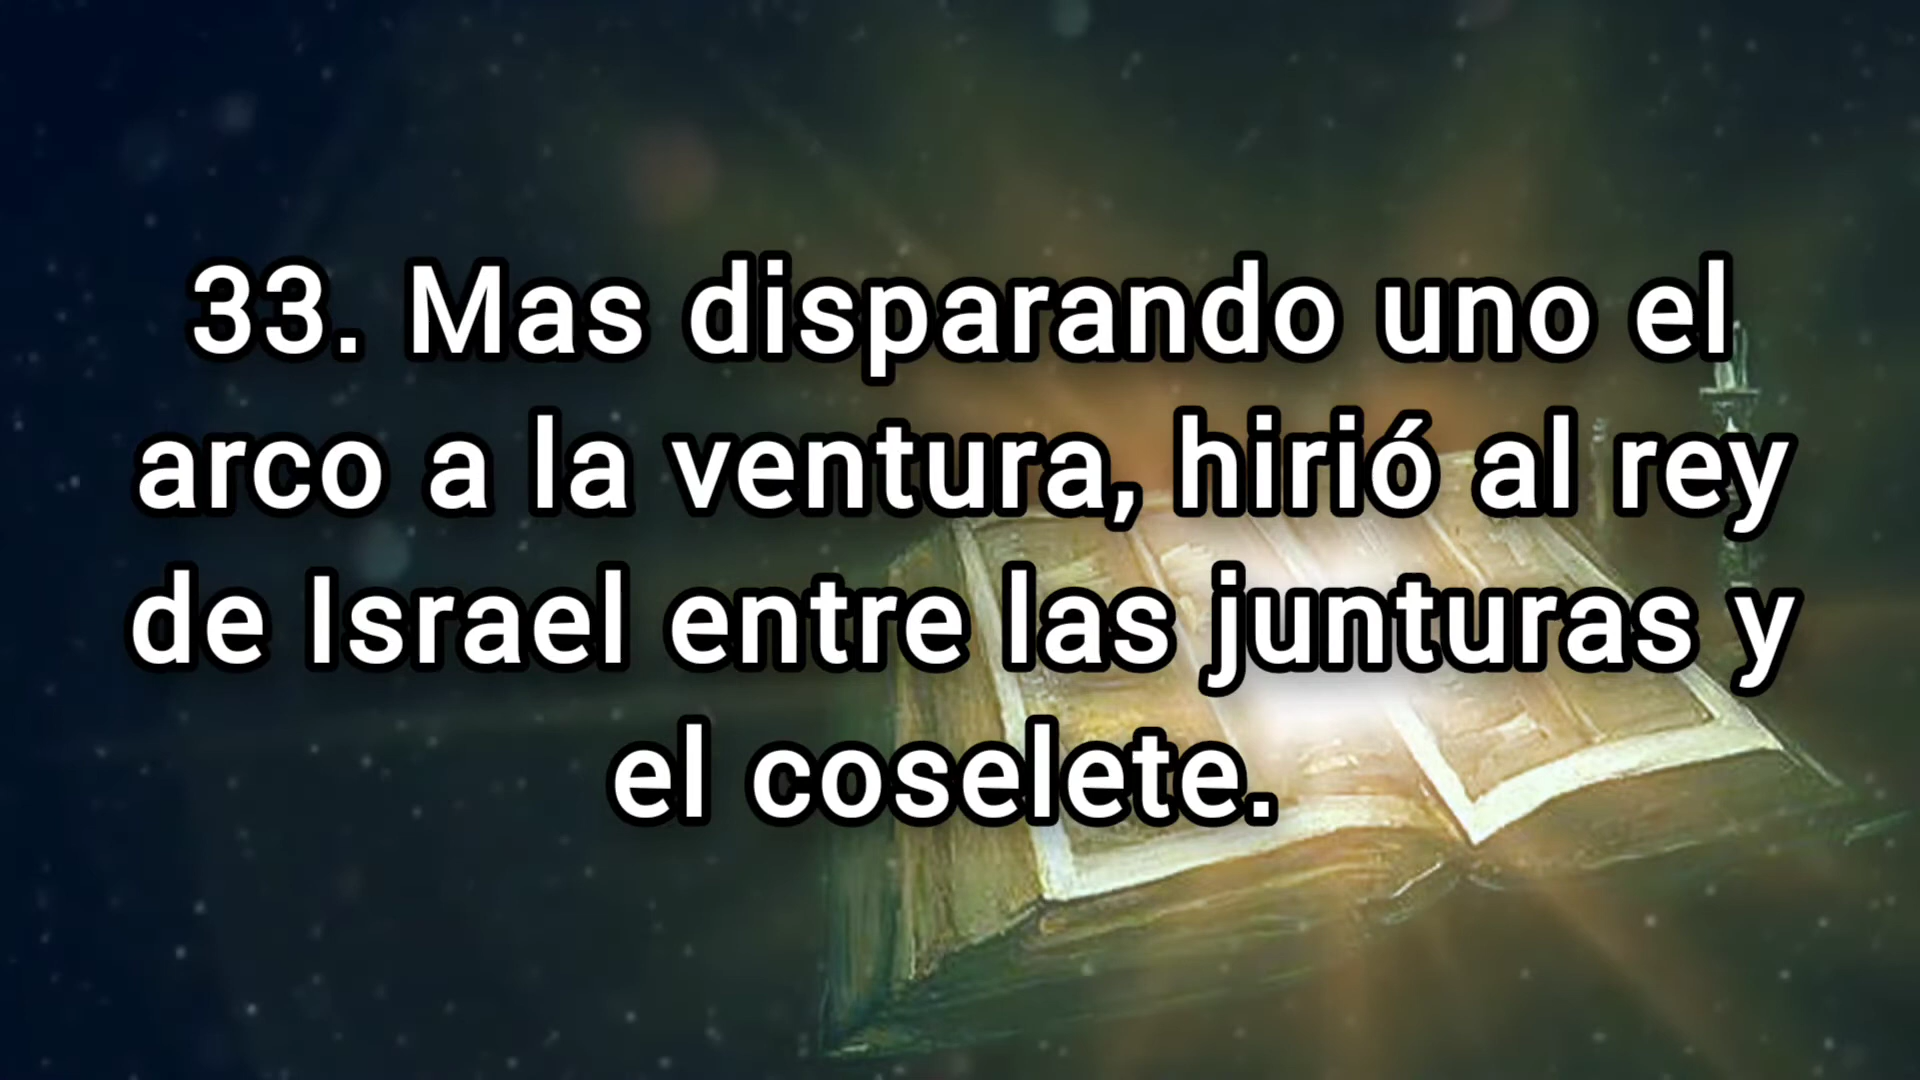 33. Mas disparando uno el
arco a la ventura, hirió al rey
de Israel entre las junturas y
el coselete.